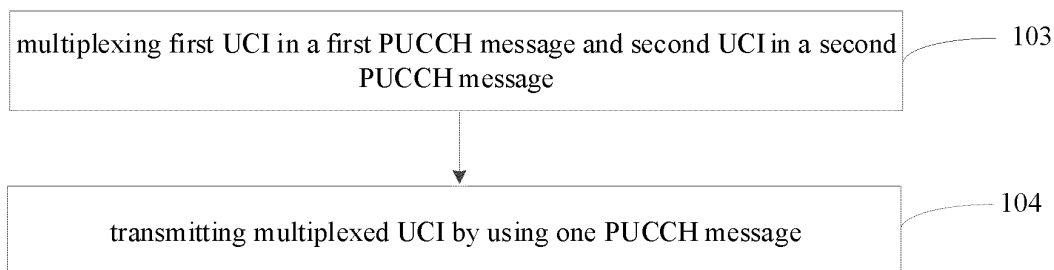 multiplexing first UCI in a first PUCCH message and second UCI in a second
PUCCH message
103
transmitting multiplexed UCI by using one PUCCH message
104